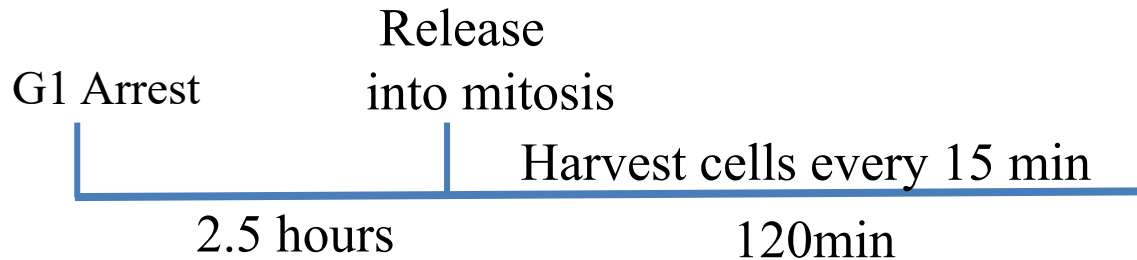 Release
G1 Arrest
into mitosis
Harvest cells every 15 min
2.5 hours
120min